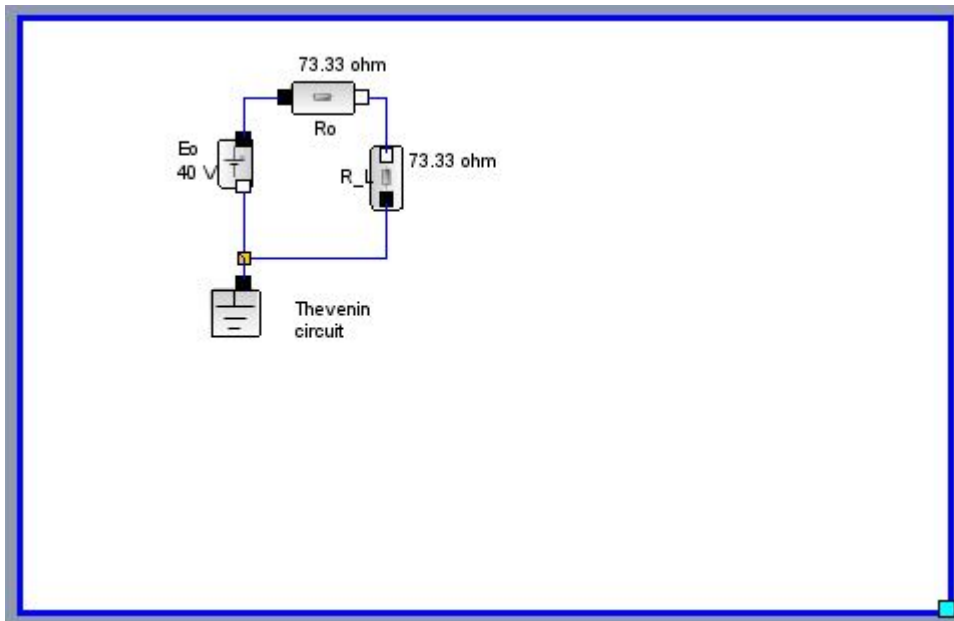 73.33 ohm
Ro
Eo
40 V
R_L
73.33 ohm
Thevenin
circuit